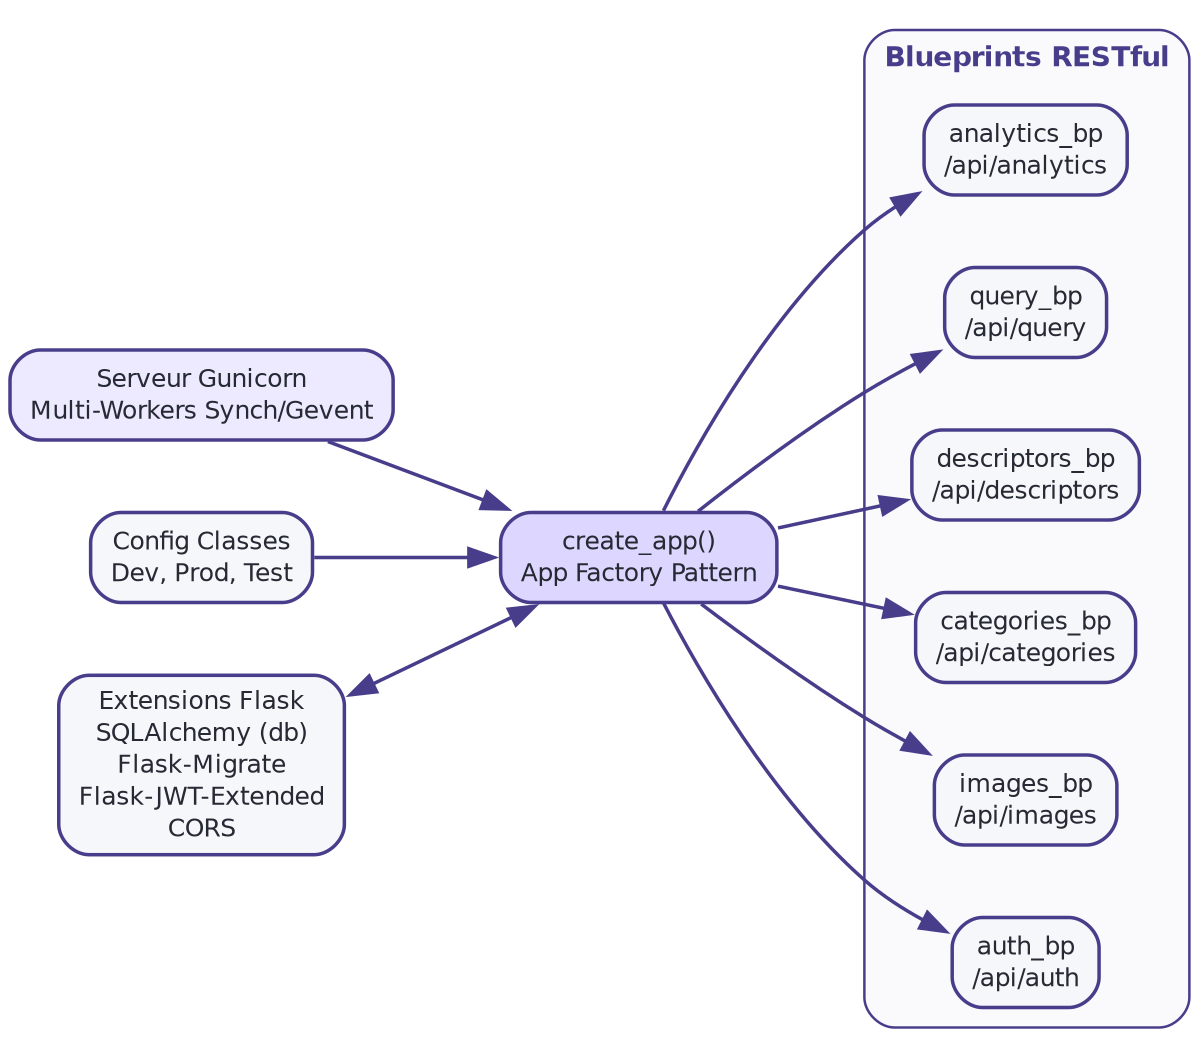 Serveur Gunicorn
Multi-Workers Synch/Gevent
Config Classes
Dev, Prod, Test
Extensions Flask
SQLAlchemy (db)
Flask-Migrate
Flask-JWT-Extended
CORS
create_app()
App Factory Pattern
Blueprints RESTful
analytics_bp
/api/analytics
query_bp
/api/query
descriptors_bp
/api/descriptors
categories_bp
/api/categories
images_bp
/api/images
auth_bp
/api/auth